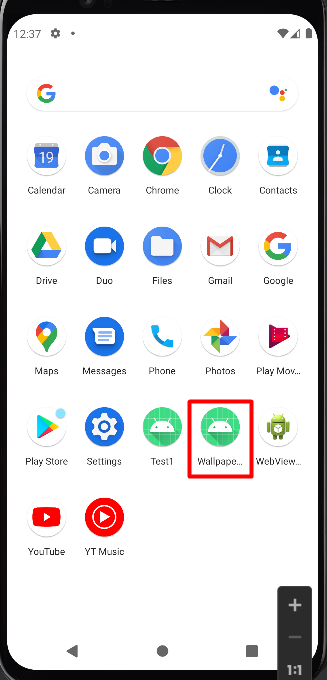 12:37
19
Calendar
Camera
Chrome
Clock
Contacts
Drive
Duo
Files
Gmail
Google
Maps
Messages
Phone
Photos
Play Mov...
Play Store
Settings
Test1
Wallpape...
WebView...
YouTube
YT Music
1:1